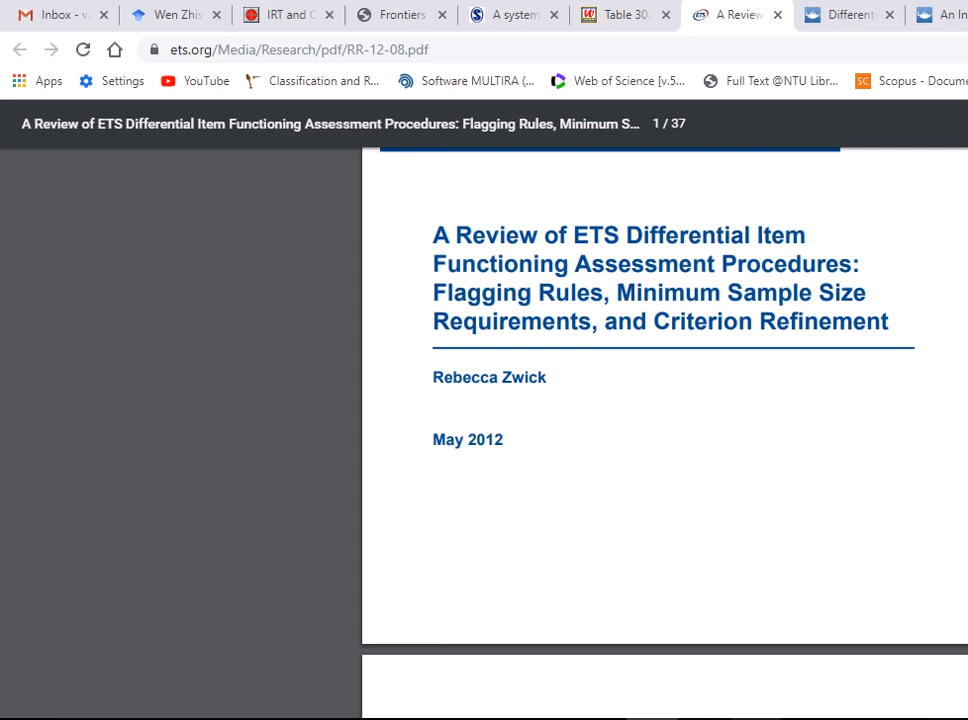 Inbox - va
Wen Zhis
IRT and C
Frontiers
A system
Table 30.
A Review
Different
An In
ets.org/Media/Research/pdf/RR-12-08.pdf
Apps
Settings
YouTube
Classification and R...
Software MULTIRA (...
Web of Science [v.5...
Full Text @NTU Libr...
Scopus - Docume
A Review of ETS Differential Item Functioning Assessment Procedures: Flagging Rules, Minimum S... 1 / 37
A Review of ETS Differential Item
Functioning Assessment Procedures:
Flagging Rules, Minimum Sample Size
Requirements, and Criterion Refinement
Rebecca Zwick
May 2012